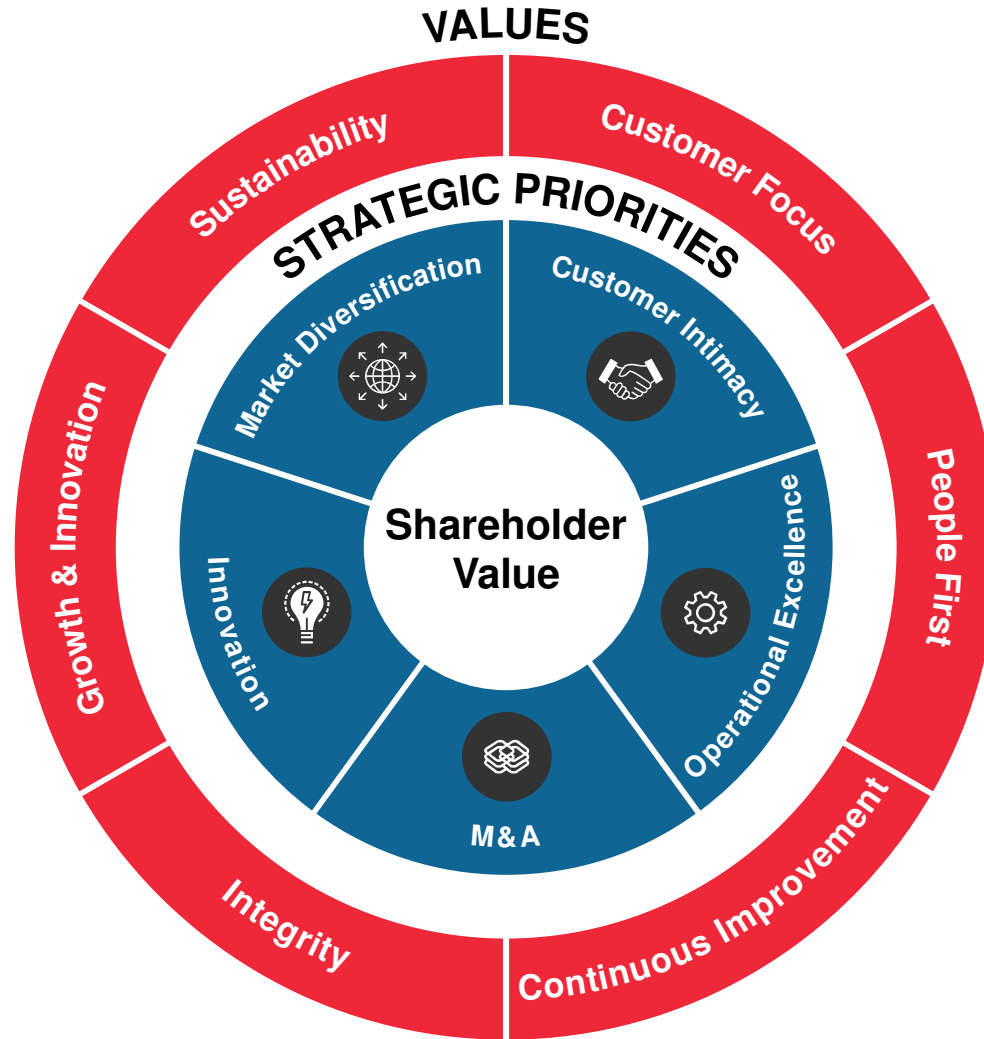 VALUES
Sustainability
Customer Focus
People First
Continuous Improvement
Integrity
Growth & Innovation
STRATEGIC PRIORITIES
Market Diversification
Customer Intimacy
Operational Excellence
M&A
Innovation
Shareholder
Value